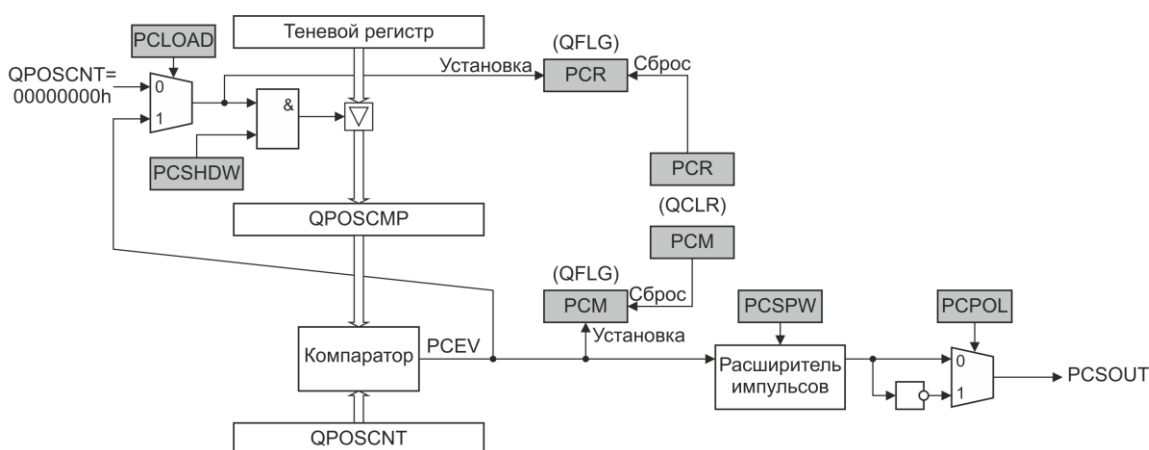 Теневой регистр
PCLOAD
(QFLG)
QPOSCNT=
00000000h
0
1
&
Установка
PCR
Сброс
PCSHDW
PCR
(QCLR)
QPOSCMP
PCM
(QFLG)
PCM
Сброс
Установка
PCSPW
PCPOL
Компаратор
PCEV
Расширитель
импульсов
0
1
PCSOUT
QPOSCNT